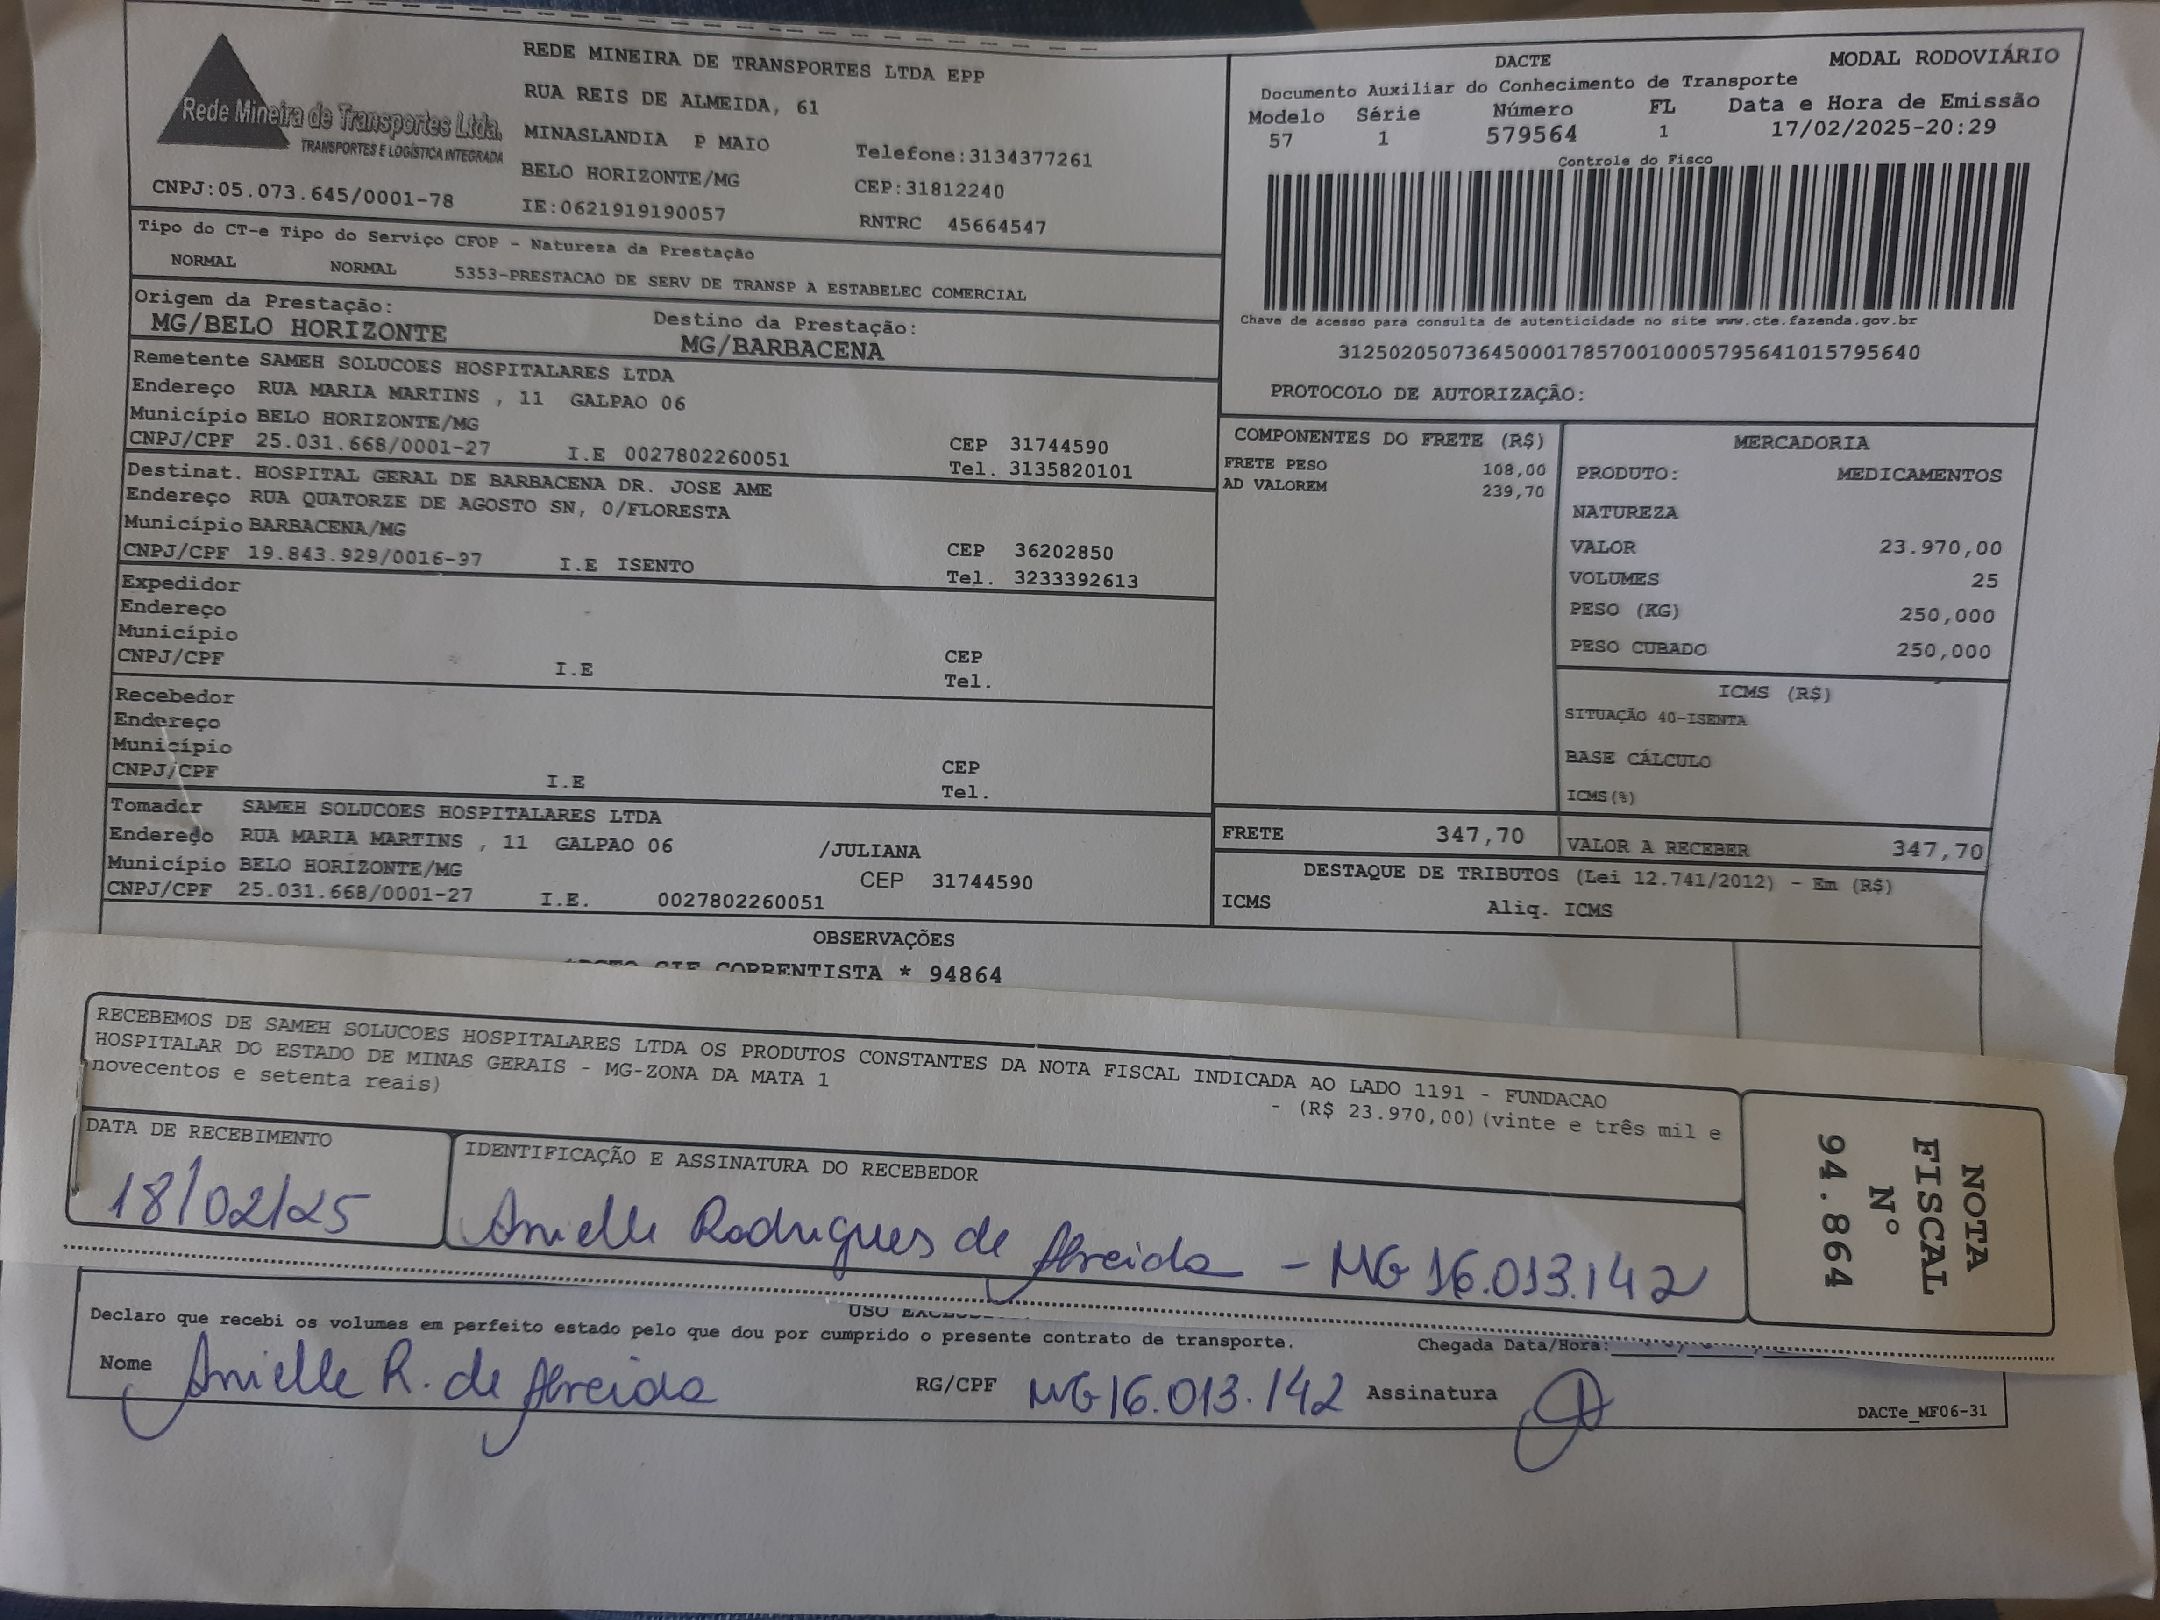 Rede Mineira de Transportes Ltda.
TRANSPORTES E LOGÍSTICA INTEGRADA
CNPJ:05.073.645/0001-78
REDE MINEIRA DE TRANSPORTES LTDA EPP
RUA REIS DE ALMEIDA, 61
MINASLANDIA P MAIO Telefone:3134377261
BELO HORIZONTE/MG CEP:31812240
IE:0621919190057 RNTRC 45664547
DACTE MODAL RODOVIÁRIO
Documento Auxiliar do Conhecimento de Transporte
Modelo Série Número FL Data e Hora de Emissão
57 1 579564 1 17/02/2025-20:29
Controle do Fisco
Chave de acesso para consulta de autenticidade no site www.cte.fazenda.gov.br
31250205073645000178570010005795641015795640
PROTOCOLO DE AUTORIZAÇÃO:
Tipo do CT-e Tipo do Serviço CFOP - Natureza da Prestação
NORMAL NORMAL 5353-PRESTACAO DE SERV DE TRANSP A ESTABELEC COMERCIAL
Origem da Prestação: Destino da Prestação:
MG/BELO HORIZONTE MG/BARBACENA
Remetente SAMEH SOLUCOES HOSPITALARES LTDA
Endereço RUA MARIA MARTINS , 11 GALPAO 06
Município BELO HORIZONTE/MG CEP 31744590
CNPJ/CPF 25.031.668/0001-27 I.E 0027802260051 Tel. 3135820101
Destinat. HOSPITAL GERAL DE BARBACENA DR. JOSE AME
Endereço RUA QUATORZE DE AGOSTO SN, 0/FLORESTA
Município BARBACENA/MG CEP 36202850
CNPJ/CPF 19.843.929/0016-97 I.E ISENTO Tel. 3233392613
Expedidor
Endereço
Município CEP
CNPJ/CPF I.E Tel.
Recebedor
Endereço
Município CEP
CNPJ/CPF I.E Tel.
Tomador SAMEH SOLUCOES HOSPITALARES LTDA
Endereço RUA MARIA MARTINS , 11 GALPAO 06 /JULIANA
Município BELO HORIZONTE/MG CEP 31744590
CNPJ/CPF 25.031.668/0001-27 I.E. 0027802260051
COMPONENTES DO FRETE (R$)
FRETE PESO 108,00
AD VALOREM 239,70
FRETE 347,70
MERCADORIA
PRODUTO: MEDICAMENTOS
NATUREZA
VALOR 23.970,00
VOLUMES 25
PESO (KG) 250,000
PESO CUBADO 250,000
ICMS (R$)
SITUAÇÃO 40-ISENTA
BASE CÁLCULO
ICMS(%)
VALOR A RECEBER 347,70
DESTAQUE DE TRIBUTOS (Lei 12.741/2012) - Em (R$)
ICMS Aliq. ICMS
OBSERVAÇÕES
CIF CORRENTISTA * 94864
RECEBEMOS DE SAMEH SOLUCOES HOSPITALARES LTDA OS PRODUTOS CONSTANTES DA NOTA FISCAL INDICADA AO LADO 1191 - FUNDACAO
HOSPITALAR DO ESTADO DE MINAS GERAIS - MG-ZONA DA MATA 1 - (R$ 23.970,00)(vinte e três mil e
novecentos e setenta reais)
DATA DE RECEBIMENTO
18/02/25
IDENTIFICAÇÃO E ASSINATURA DO RECEBEDOR
Anielle Rodrigues de Almeida - MG 16.013.142
NOTA
FISCAL
Nº
94.864
USO
Declaro que recebi os volumes em perfeito estado pelo que dou por cumprido o presente contrato de transporte. Chegada Data/Hora:
Nome Anielle R. de Almeida RG/CPF MG16.013.142 Assinatura
DACTe_MF06-31